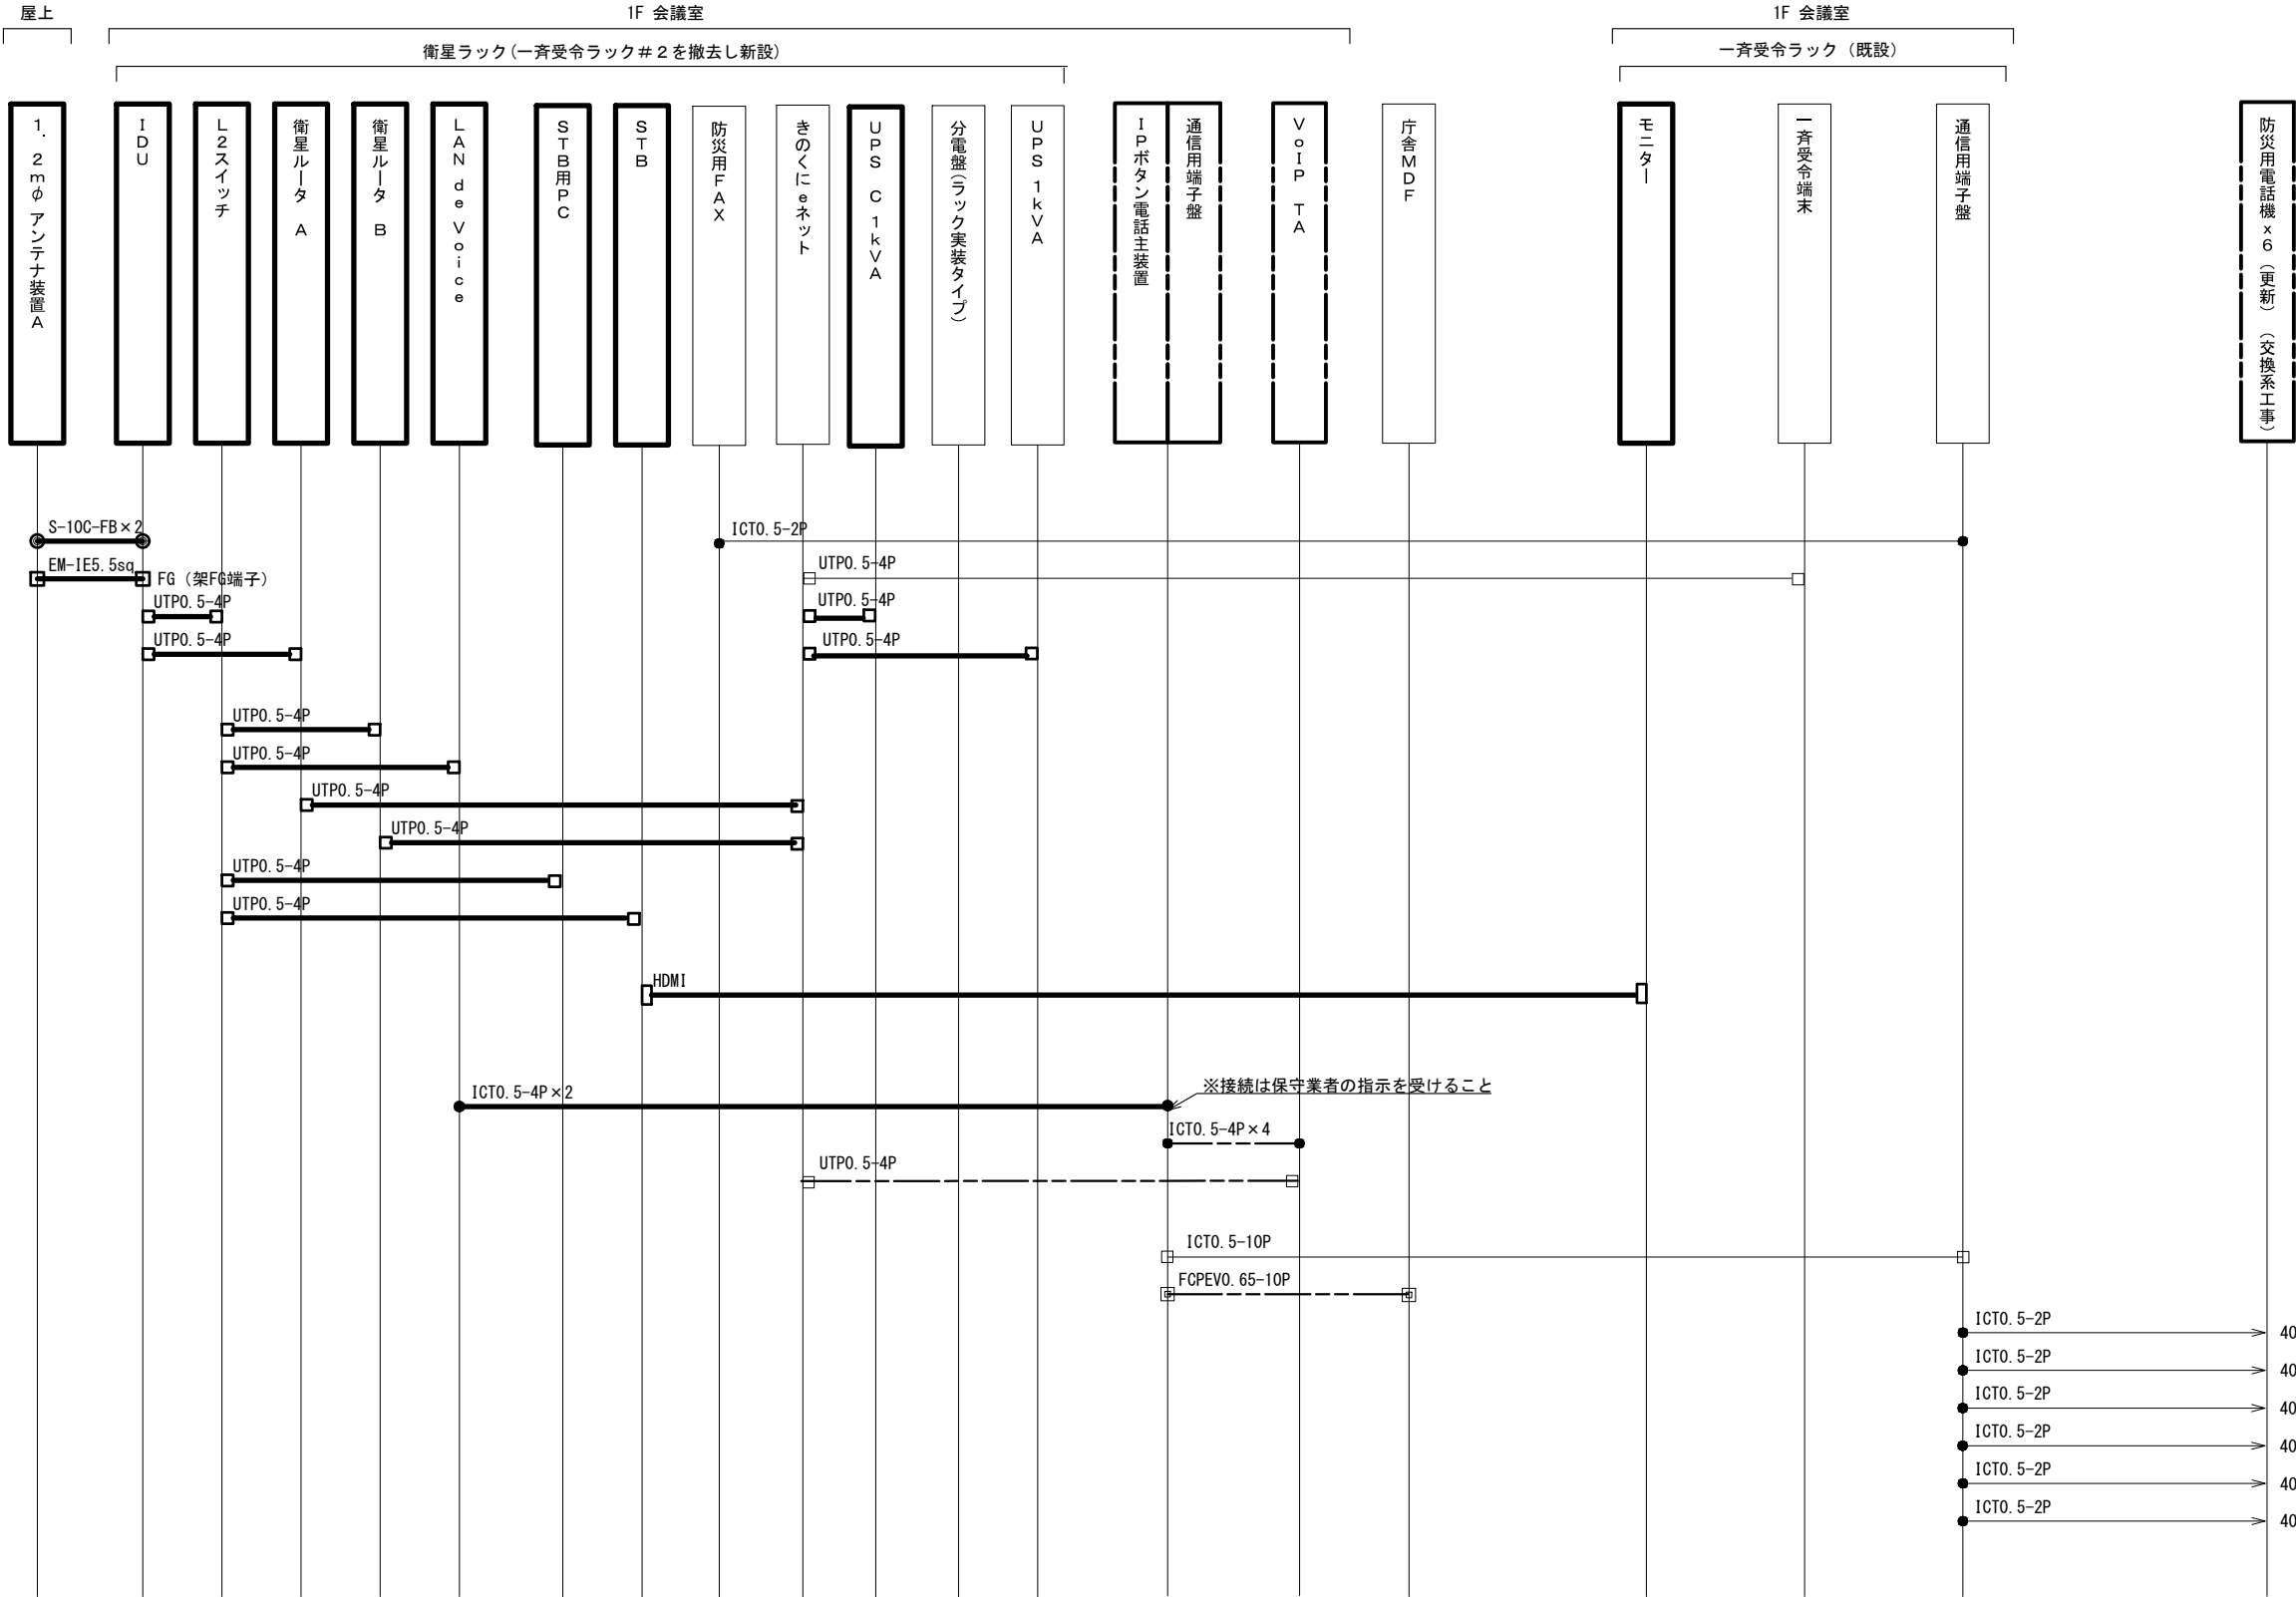 屋上
1F 会議室
1F 会議室
衛星ラック(一斉受令ラック＃２を撤去し新設)
一斉受令ラック（既設）
１．２ｍφ アンテナ装置Ａ
ＩＤＵ
Ｌ２スイッチ
衛星ルータ Ａ
衛星ルータ Ｂ
ＬＡＮ ｄｅ Ｖｏｉｃｅ
ＳＴＢ用ＰＣ
ＳＴＢ
防災用ＦＡＸ
きのくにｅネット
ＵＰＳ Ｃ １ｋＶＡ
分電盤（ラック実装タイプ）
ＵＰＳ １ｋＶＡ
ＩＰボタン電話主装置
通信用端子盤
ＶｏＩＰ ＴＡ
庁舎ＭＤＦ
モニター
一斉受令端末
通信用端子盤
防災用電話機ｘ６（更新）（交換系工事）
S-10C-FB×2
ICT0.5-2P
EM-IE5.5sq
FG（架FG端子）
UTP0.5-4P
UTP0.5-4P
UTP0.5-4P
UTP0.5-4P
UTP0.5-4P
UTP0.5-4P
UTP0.5-4P
UTP0.5-4P
UTP0.5-4P
UTP0.5-4P
UTP0.5-4P
HDMI
ICT0.5-4P×2
※接続は保守業者の指示を受けること
ICT0.5-4P×4
UTP0.5-4P
ICT0.5-10P
FCPEV0.65-10P
ICT0.5-2P
40
ICT0.5-2P
40
ICT0.5-2P
40
ICT0.5-2P
40
ICT0.5-2P
40
ICT0.5-2P
40